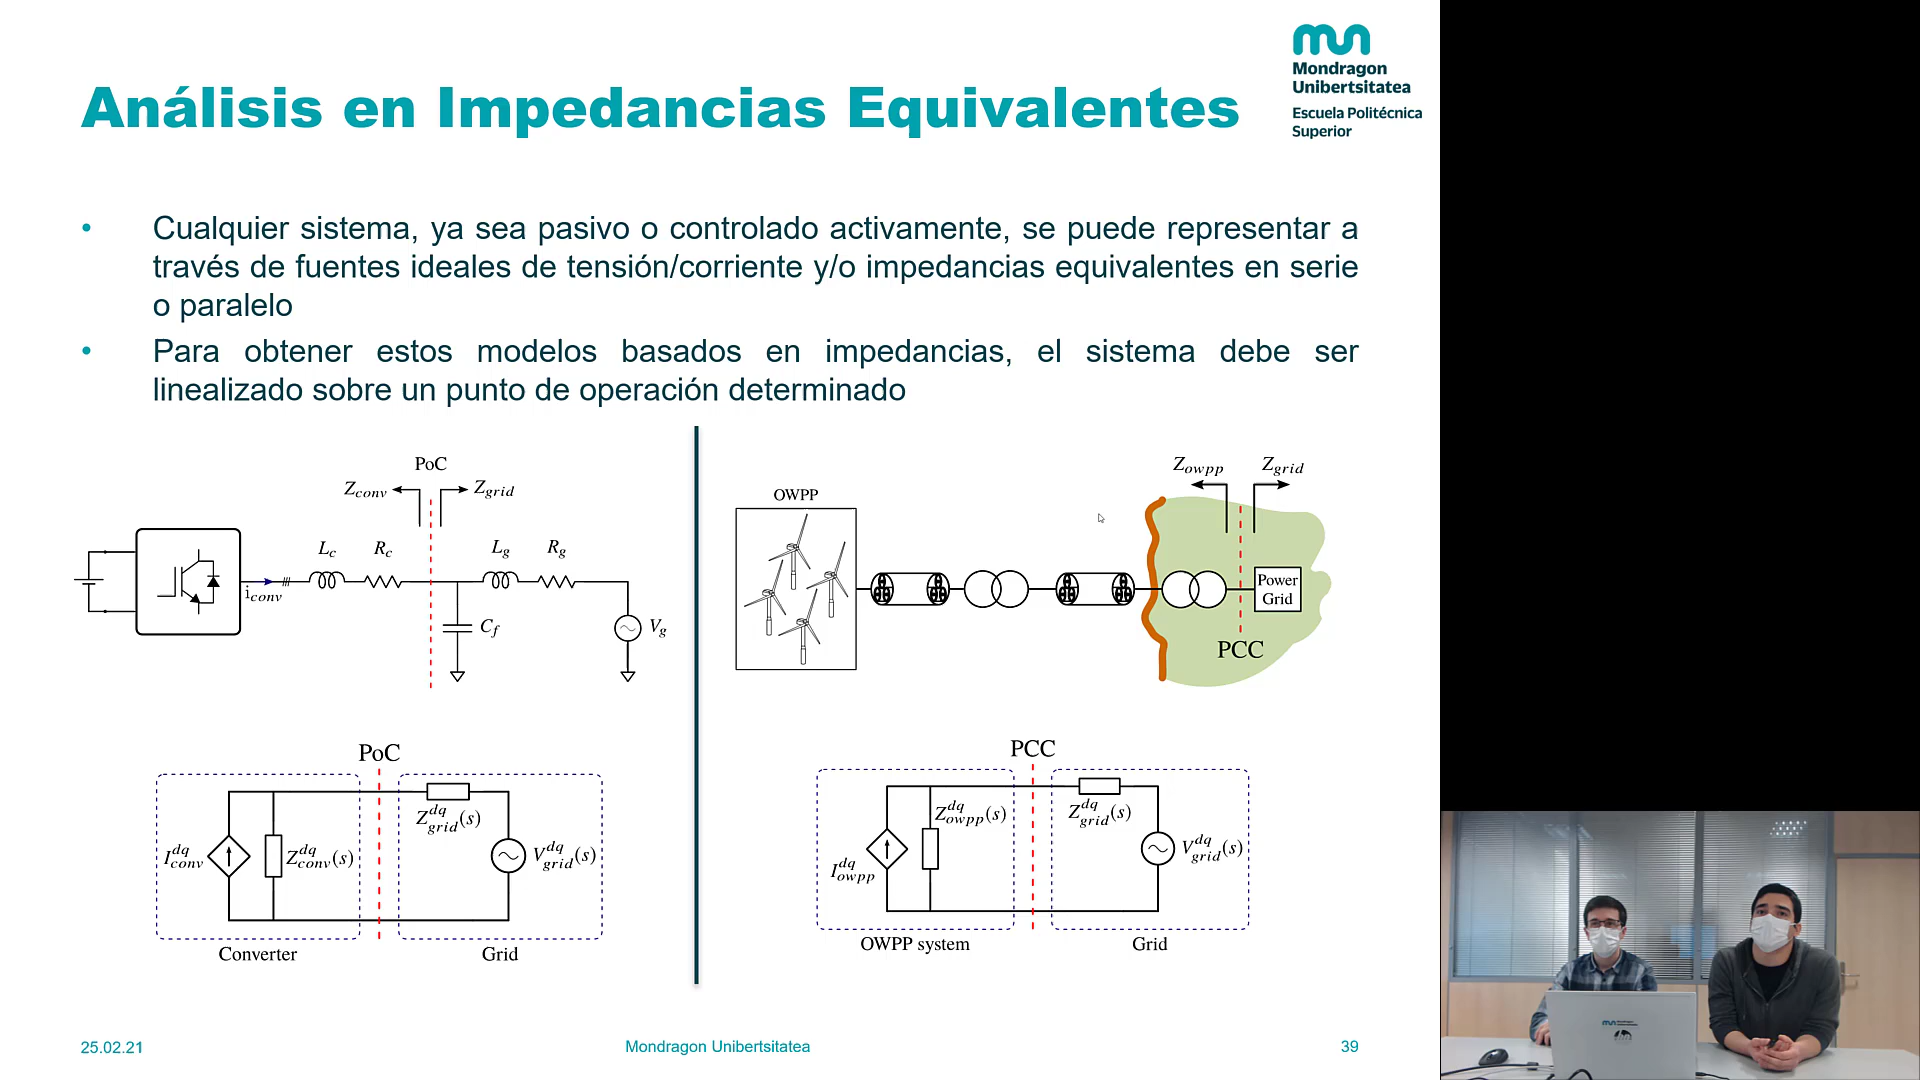 Análisis en Impedancias Equivalentes
Mondragon
Unibertsitatea
Escuela Politécnica
Superior
• Cualquier sistema, ya sea pasivo o controlado activamente, se puede representar a
través de fuentes ideales de tensión/corriente y/o impedancias equivalentes en serie
o paralelo
• Para obtener estos modelos basados en impedancias, el sistema debe ser
linealizado sobre un punto de operación determinado
PoC
Z_conv Z_grid
L_c R_c L_g R_g
i_conv
C_f
V_g
OWPP
Z_owpp Z_grid
Power
Grid
PCC
PoC
Z^dq_grid(s)
I^dq_conv Z^dq_conv(s) V^dq_grid(s)
Converter Grid
PCC
Z^dq_owpp(s) Z^dq_grid(s)
I^dq_owpp V^dq_grid(s)
OWPP system Grid
25.02.21 Mondragon Unibertsitatea 39